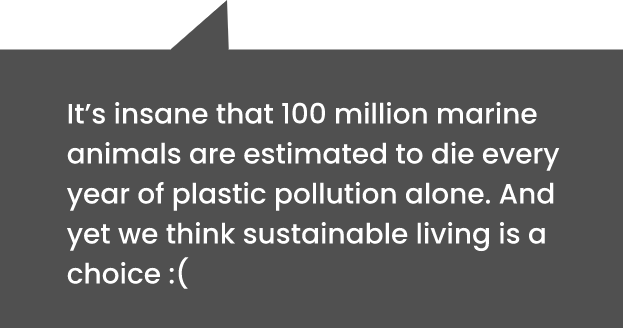 It’s insane that 100 million marine
animals are estimated to die every
year of plastic pollution alone. And
yet we think sustainable living is a
choice :(